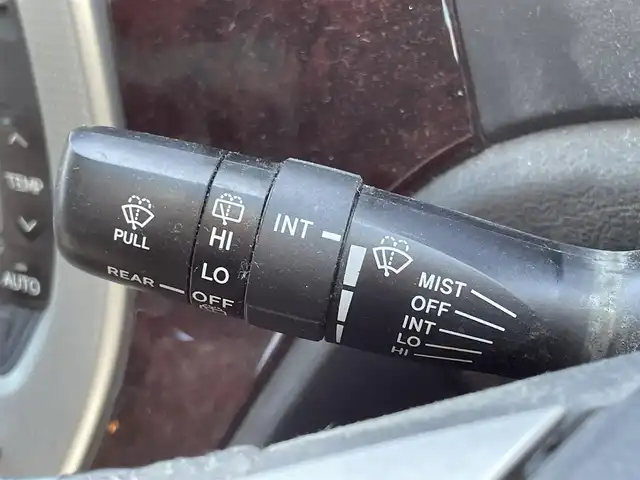 TEMP
AUTO
PULL
REAR
HI
LO
OFF
INT
MIST
OFF
INT
LO
HI